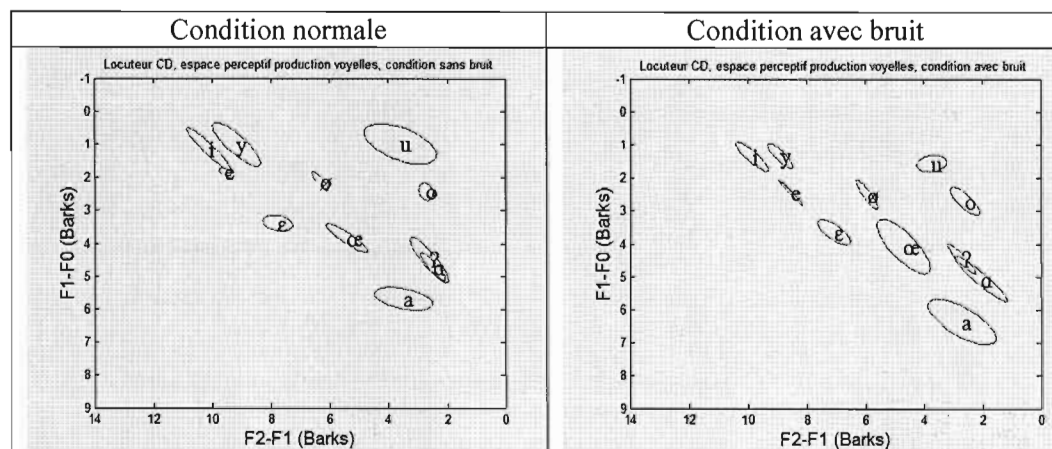 Condition normale
Locuteur CD, espace perceptif production voyelles, condition sans bruit
F1-F0 (Barks)
-1
0
1
2
3
4
5
6
7
8
9
i
y
u
e
ø
o
ɛ
œ
ɔ
ɑ
a
14
12
10
8
6
4
2
0
F2-F1 (Barks)
Condition avec bruit
Locuteur CD, espace perceptif production voyelles, condition avec bruit
F1-F0 (Barks)
-1
0
1
2
3
4
5
6
7
8
9
i
y
u
e
ø
o
ɛ
œ
ʔ
ɑ
a
14
12
10
8
6
4
2
0
F2-F1 (Barks)